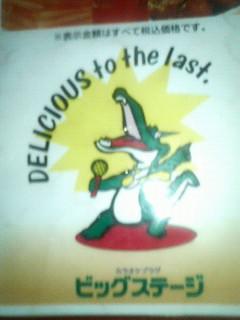 ※表示金額はすべて税込価格です。
DELICIOUS to the last.
カラオケプラザ
ビッグステージ